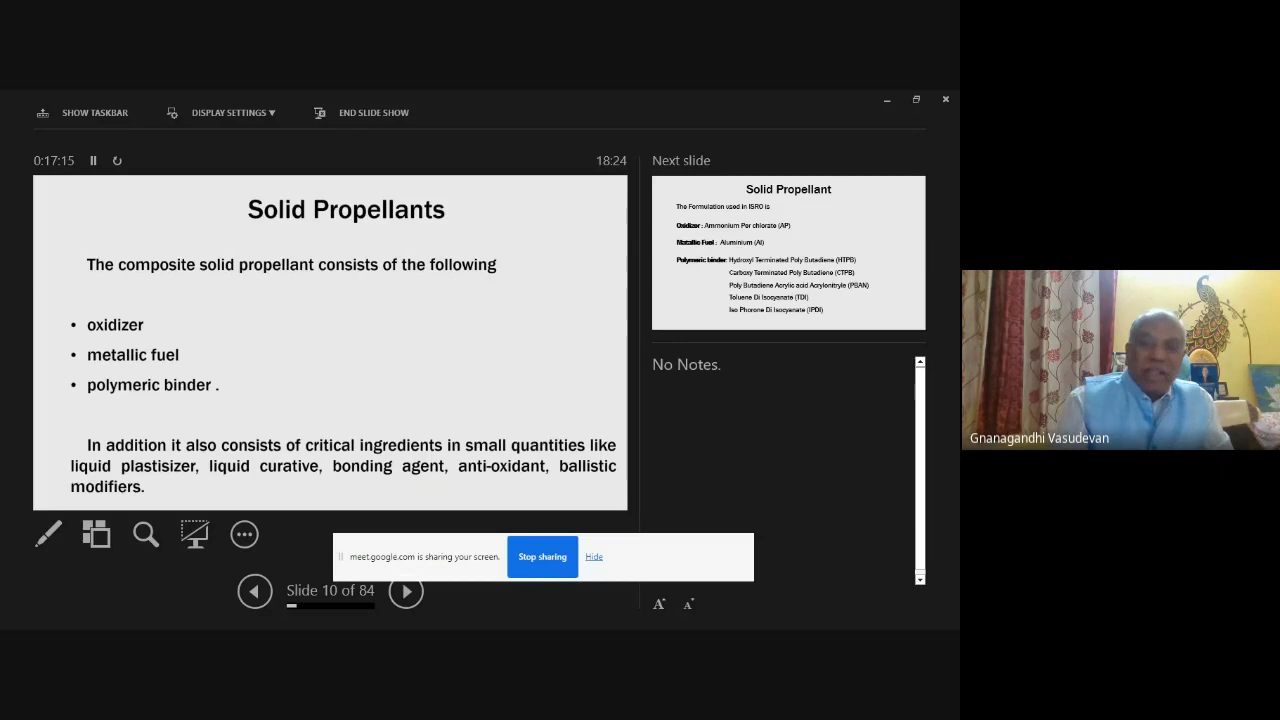 SHOW TASKBAR
DISPLAY SETTINGS ▼
END SLIDE SHOW
0:17:15
18:24
Solid Propellants
The composite solid propellant consists of the following
• oxidizer
• metallic fuel
• polymeric binder .
In addition it also consists of critical ingredients in small quantities like
liquid plastisizer, liquid curative, bonding agent, anti-oxidant, ballistic
modifiers.
Next slide
Solid Propellant
The Formulation used in ISRO is
Oxidizer : Ammonium Per chlorate (AP)
Metallic Fuel : Aluminium (Al)
Polymeric binder Hydroxyl Terminated Poly Butadiene (HTPB)
Carboxy Terminated Poly Butadiene (CTPB)
Poly Butadiene Acrylic acid Acrylonitryle (PBAN)
Toluene Di Isocyanate (TDI)
Iso Phorone Di Isocyanate (IPDI)
No Notes.
meet.google.com is sharing your screen.
Stop sharing
Hide
Slide 10 of 84
A A
Gnanagandhi Vasudevan